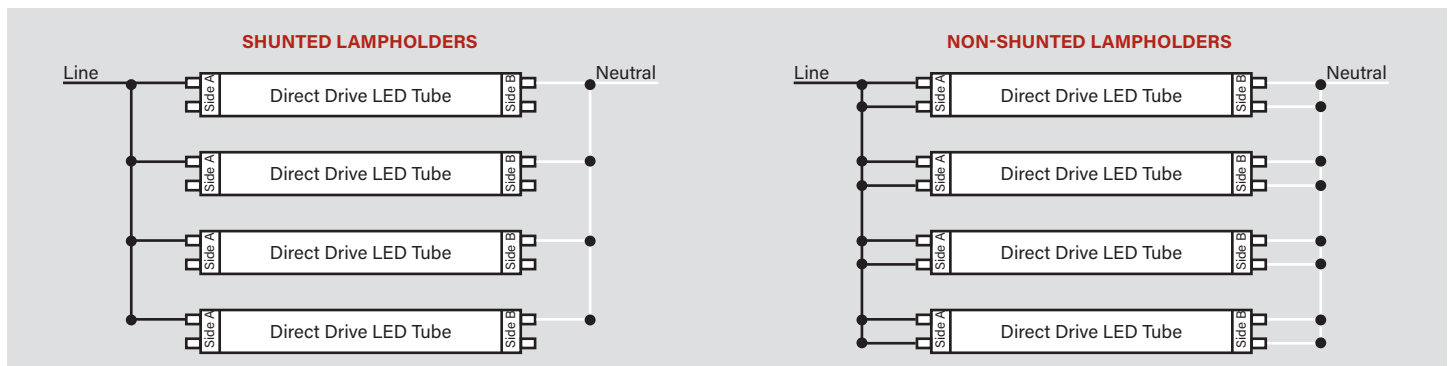 SHUNTED LAMPHOLDERS
Line
Neutral
Side A
Direct Drive LED Tube
Side B
Side A
Direct Drive LED Tube
Side B
Side A
Direct Drive LED Tube
Side B
Side A
Direct Drive LED Tube
Side B
NON-SHUNTED LAMPHOLDERS
Line
Neutral
Side A
Direct Drive LED Tube
Side B
Side A
Direct Drive LED Tube
Side B
Side A
Direct Drive LED Tube
Side B
Side A
Direct Drive LED Tube
Side B